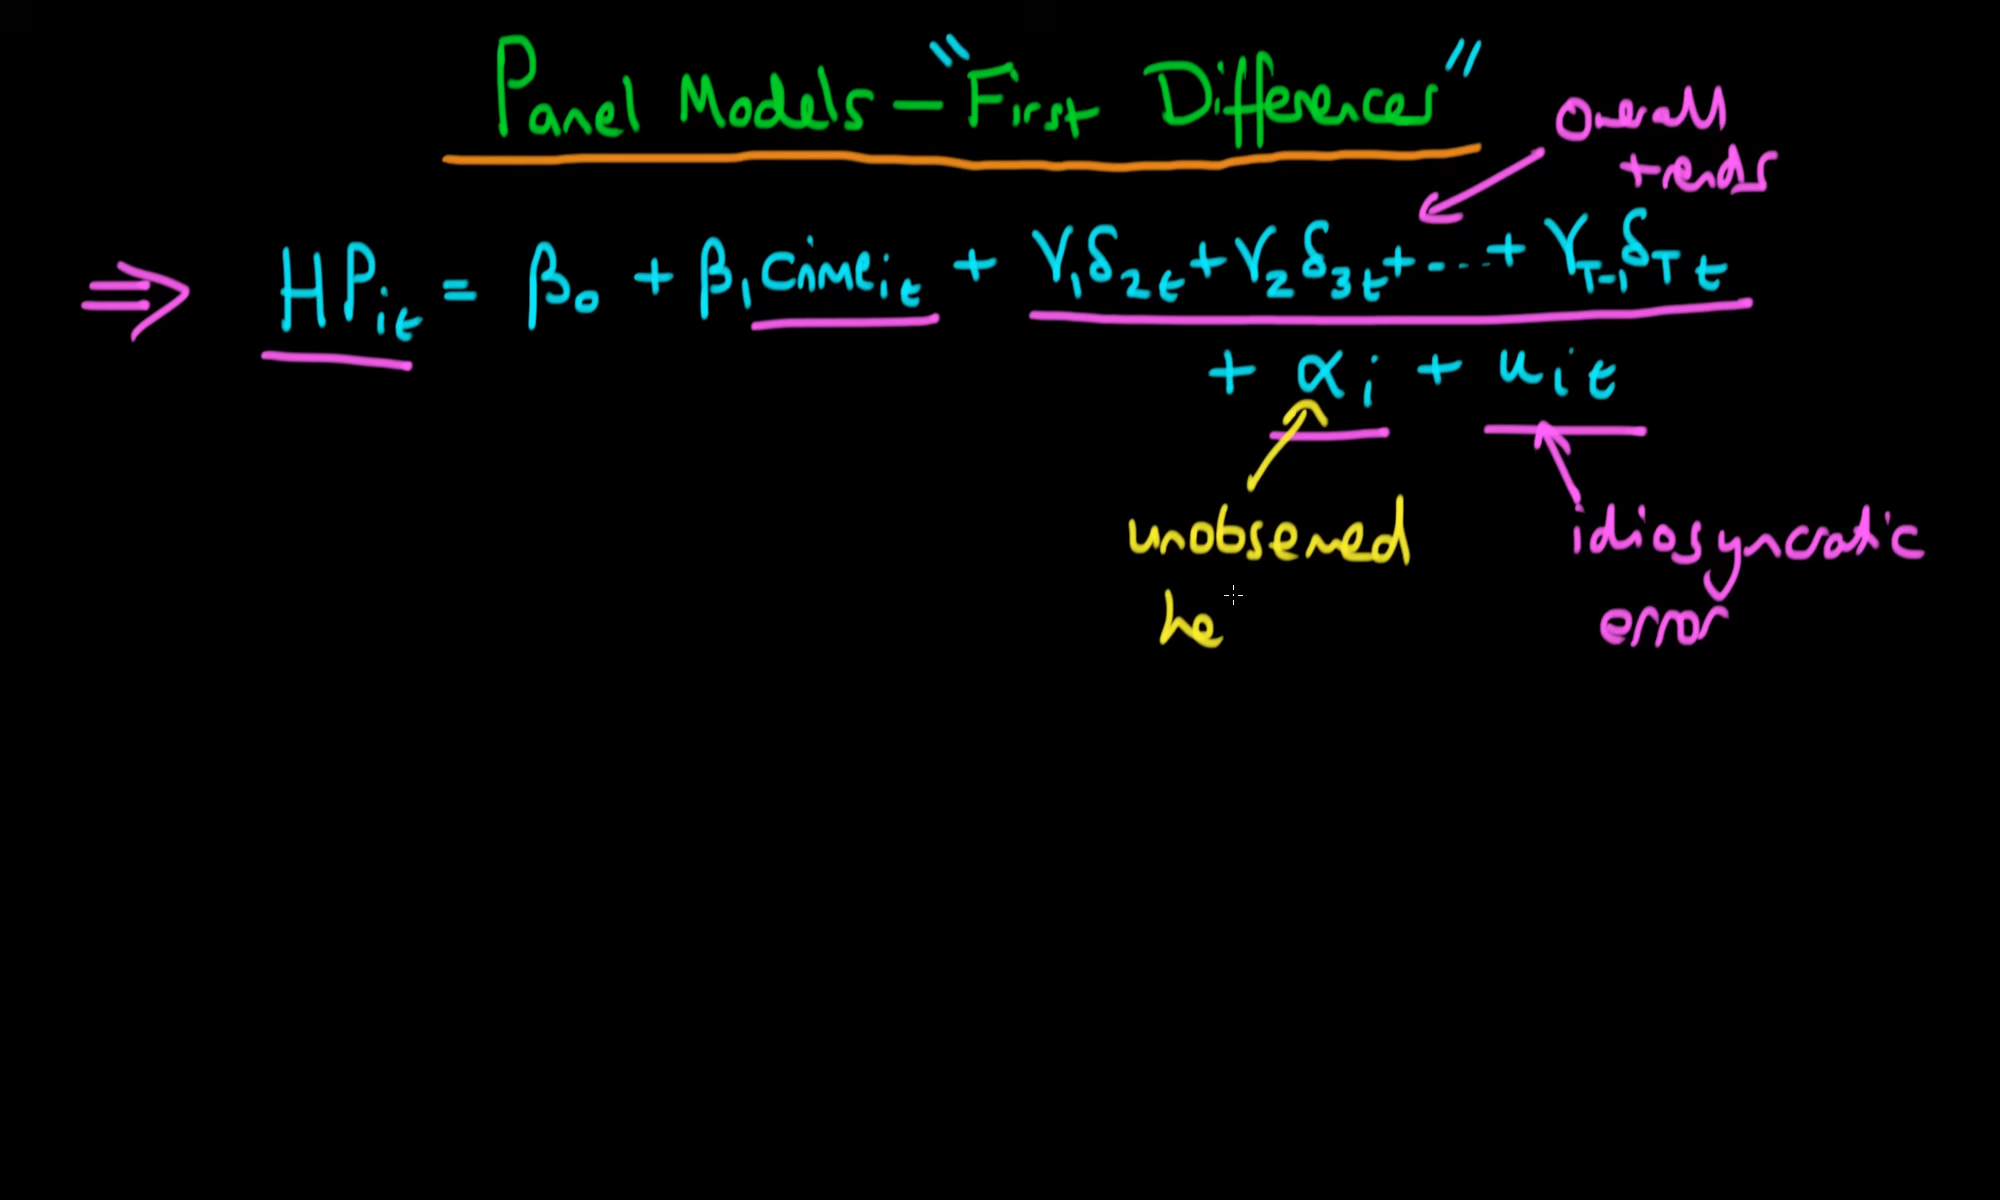 Panel Models - "First Differences"
overall
trends
⇒ HP_it = β_0 + β_1 crime_it + γ_1 δ_2t + γ_2 δ_3t + ... + γ_T-1 δ_T t
+ α_i + u_it
unobserved
he
idiosyncratic
error